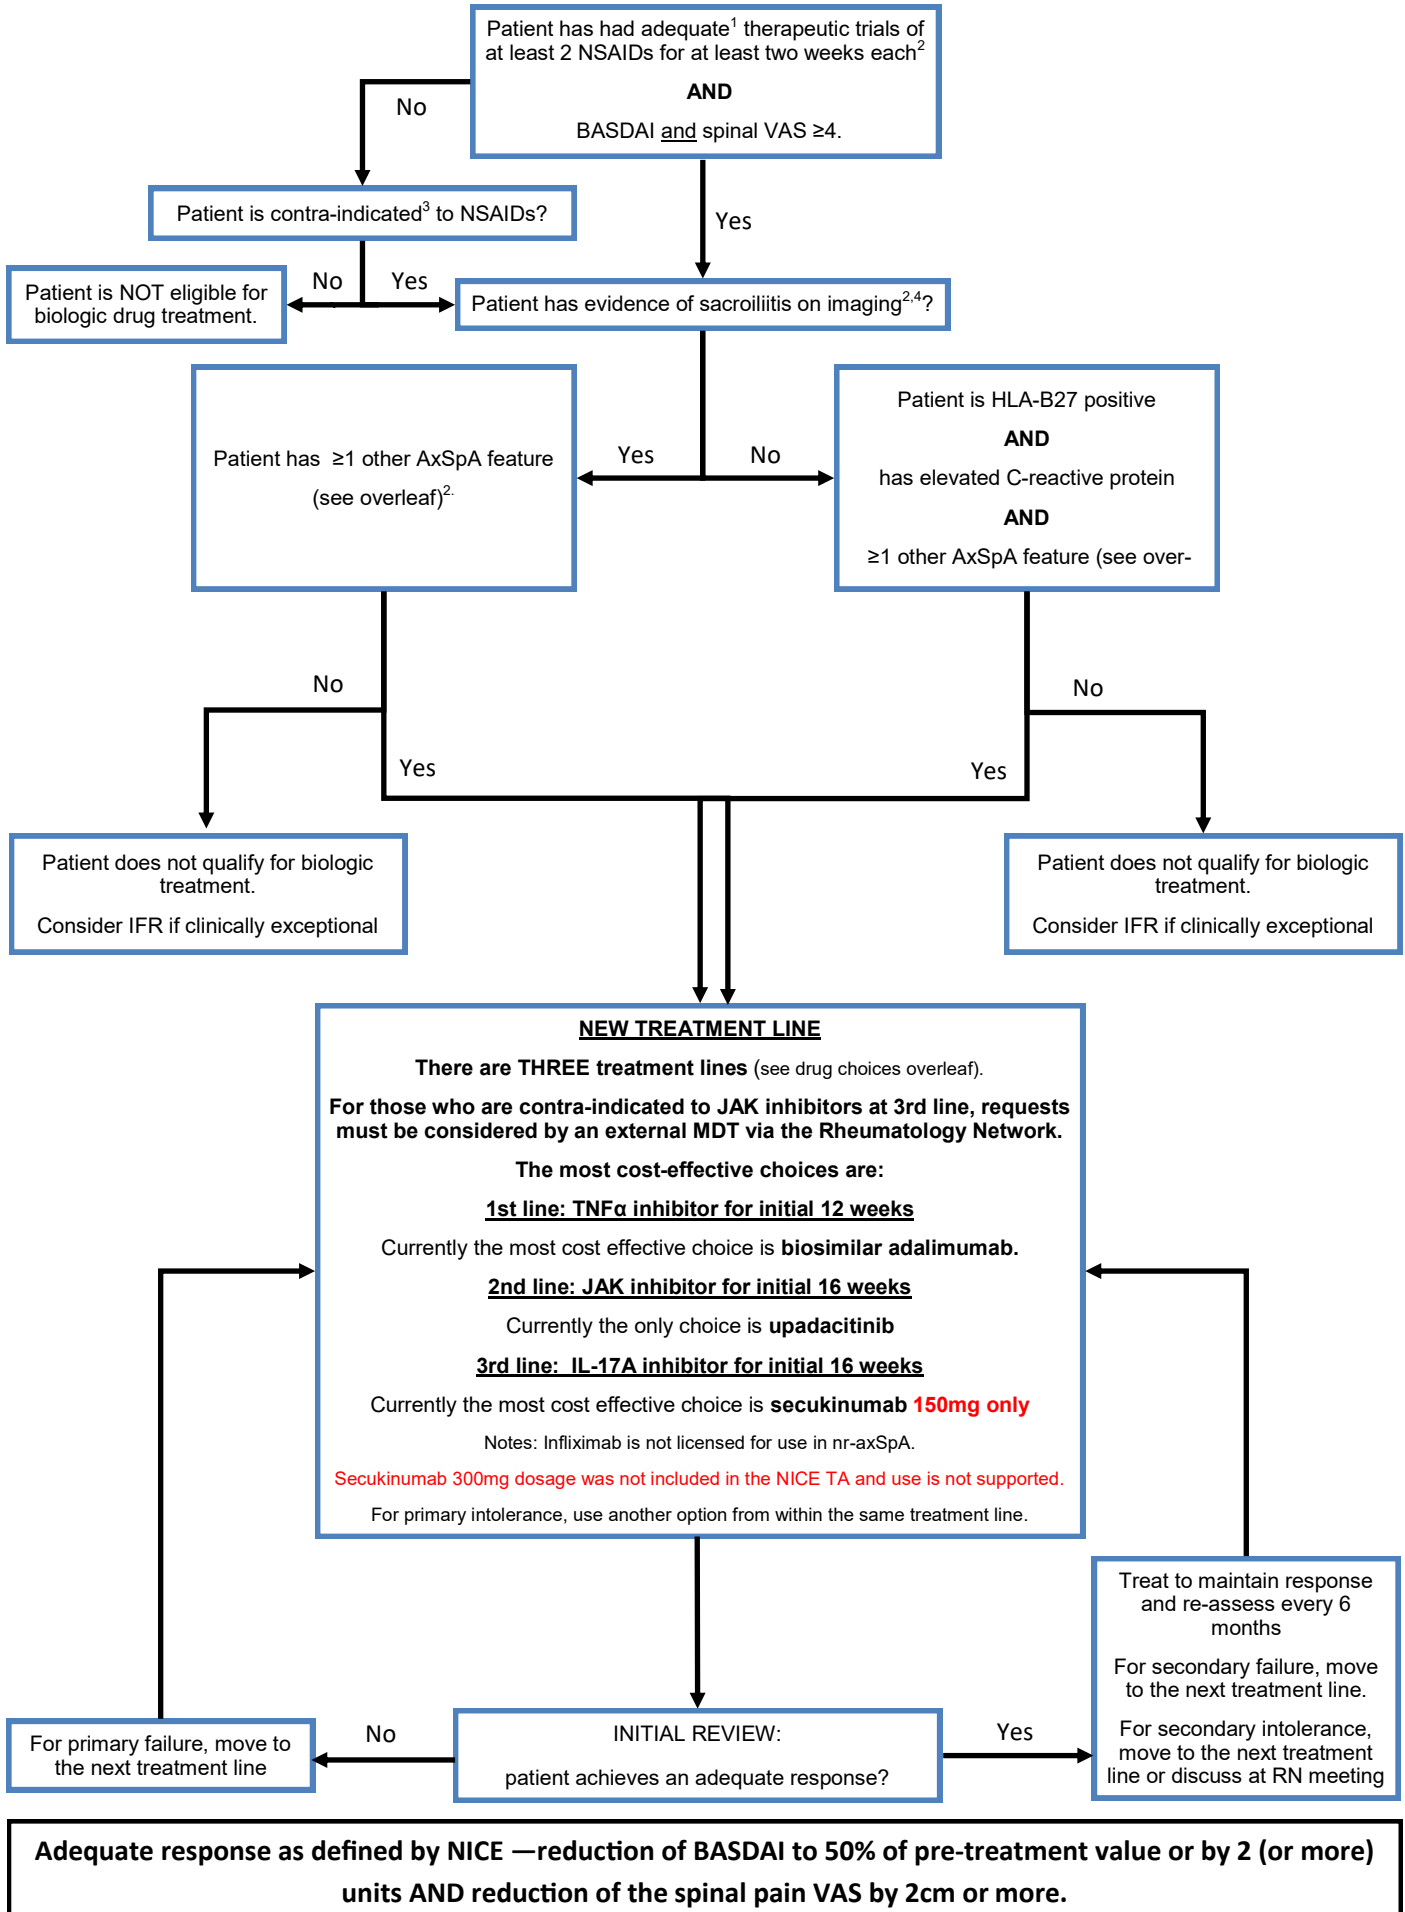 Patient has had adequate1 therapeutic trials of
at least 2 NSAIDs for at least two weeks each2
AND
BASDAI and spinal VAS ≥4.
No
Yes
Patient is contra-indicated3 to NSAIDs?
No
Yes
Patient is NOT eligible for
biologic drug treatment.
Patient has evidence of sacroiliitis on imaging2,4?
Yes
No
Patient has ≥1 other AxSpA feature
(see overleaf)2.
Patient is HLA-B27 positive
AND
has elevated C-reactive protein
AND
≥1 other AxSpA feature (see over-
No
Yes
Yes
No
Patient does not qualify for biologic
treatment.
Consider IFR if clinically exceptional
Patient does not qualify for biologic
treatment.
Consider IFR if clinically exceptional
NEW TREATMENT LINE
There are THREE treatment lines (see drug choices overleaf).
For those who are contra-indicated to JAK inhibitors at 3rd line, requests
must be considered by an external MDT via the Rheumatology Network.
The most cost-effective choices are:
1st line: TNFα inhibitor for initial 12 weeks
Currently the most cost effective choice is biosimilar adalimumab.
2nd line: JAK inhibitor for initial 16 weeks
Currently the only choice is upadacitinib
3rd line: IL-17A inhibitor for initial 16 weeks
Currently the most cost effective choice is secukinumab 150mg only
Notes: Infliximab is not licensed for use in nr-axSpA.
Secukinumab 300mg dosage was not included in the NICE TA and use is not supported.
For primary intolerance, use another option from within the same treatment line.
INITIAL REVIEW:
patient achieves an adequate response?
No
Yes
For primary failure, move to
the next treatment line
Treat to maintain response
and re-assess every 6
months
For secondary failure, move
to the next treatment line.
For secondary intolerance,
move to the next treatment
line or discuss at RN meeting
Adequate response as defined by NICE —reduction of BASDAI to 50% of pre-treatment value or by 2 (or more)
units AND reduction of the spinal pain VAS by 2cm or more.